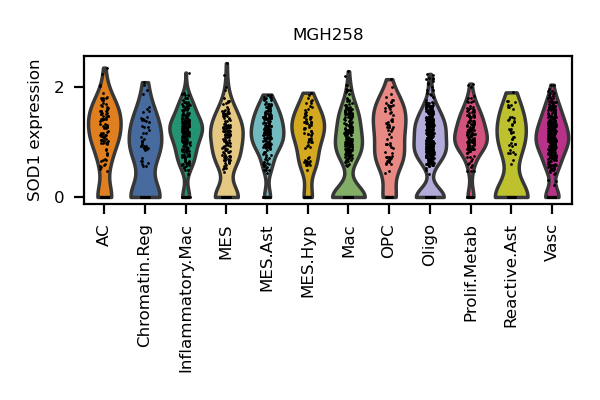 MGH258
SOD1 expression
2
0
AC
Chromatin.Reg
Inflammatory.Mac
MES
MES.Ast
MES.Hyp
Mac
OPC
Oligo
Prolif.Metab
Reactive.Ast
Vasc